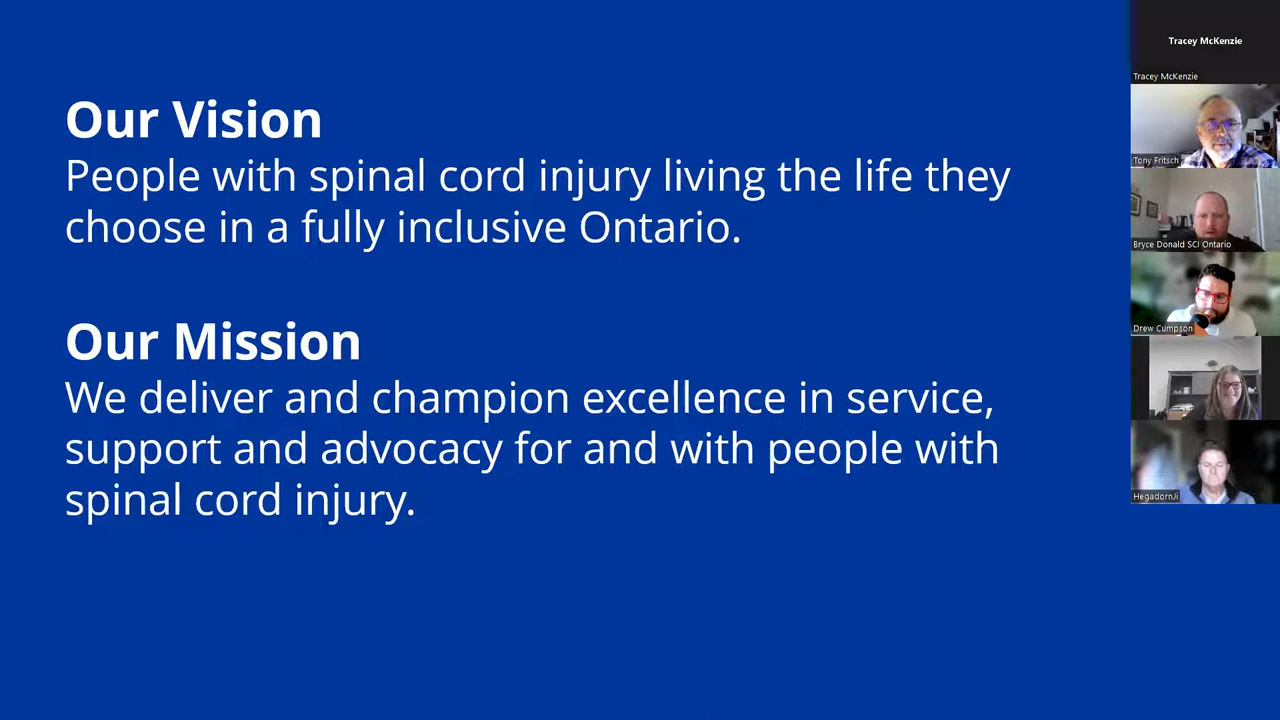 Our Vision
People with spinal cord injury living the life they
choose in a fully inclusive Ontario.
Our Mission
We deliver and champion excellence in service,
support and advocacy for and with people with
spinal cord injury.
Tracey McKenzie
Tracey McKenzie
Tony Fritsch
Bryce Donald SCI Ontario
Drew Cumpson
HegadornJi